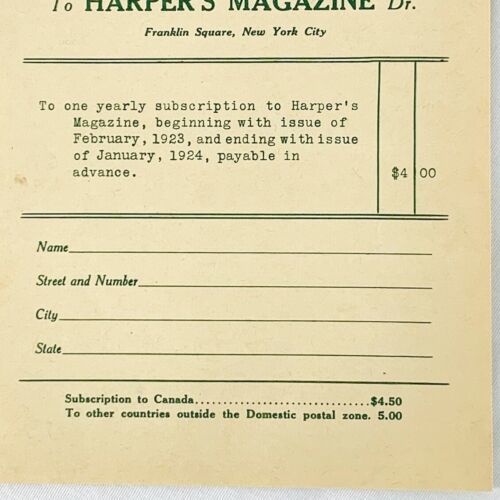 To HARPER'S MAGAZINE Dr.
Franklin Square, New York City
To one yearly subscription to Harper's
Magazine, beginning with issue of
February, 1923, and ending with issue
of January, 1924, payable in
advance. $4 00
Name
Street and Number
City
State
Subscription to Canada..............................$4.50
To other countries outside the Domestic postal zone. 5.00